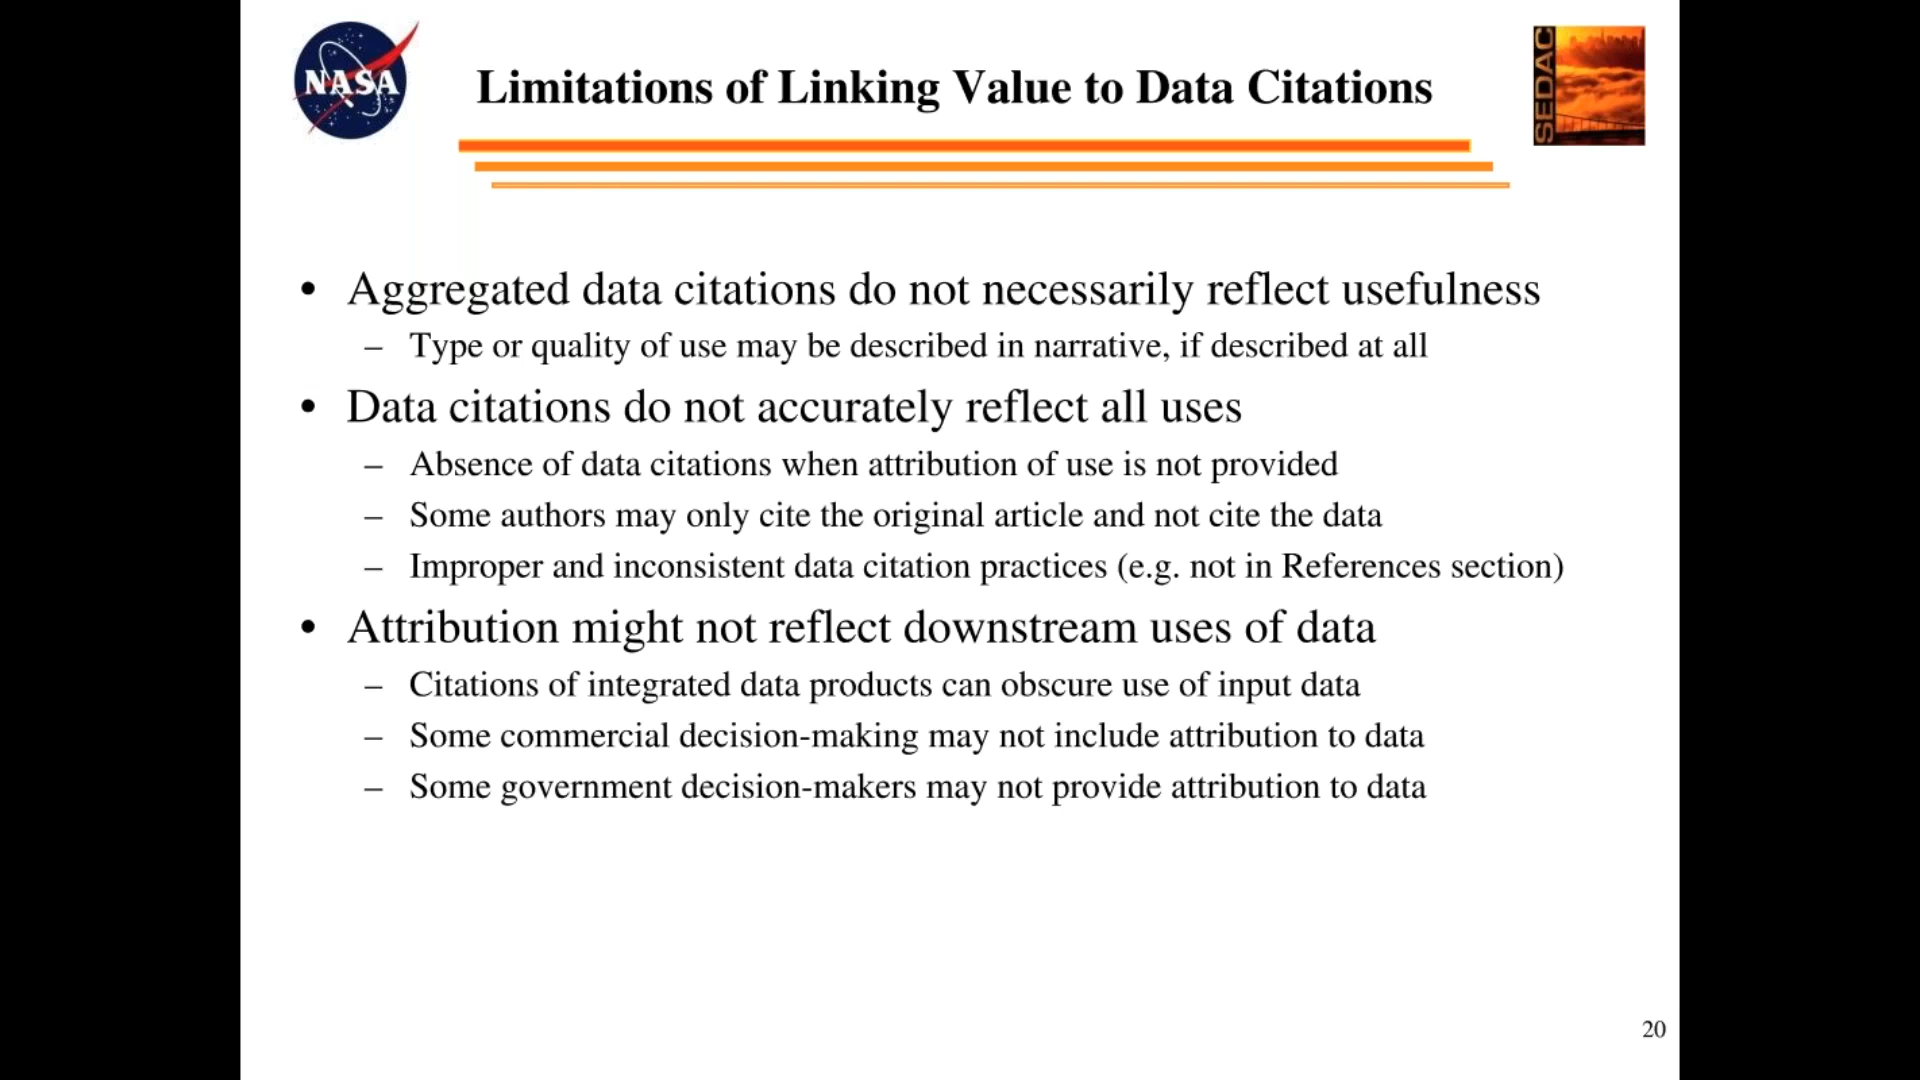 NASA
Limitations of Linking Value to Data Citations
SEDAC
• Aggregated data citations do not necessarily reflect usefulness
– Type or quality of use may be described in narrative, if described at all
• Data citations do not accurately reflect all uses
– Absence of data citations when attribution of use is not provided
– Some authors may only cite the original article and not cite the data
– Improper and inconsistent data citation practices (e.g. not in References section)
• Attribution might not reflect downstream uses of data
– Citations of integrated data products can obscure use of input data
– Some commercial decision-making may not include attribution to data
– Some government decision-makers may not provide attribution to data
20